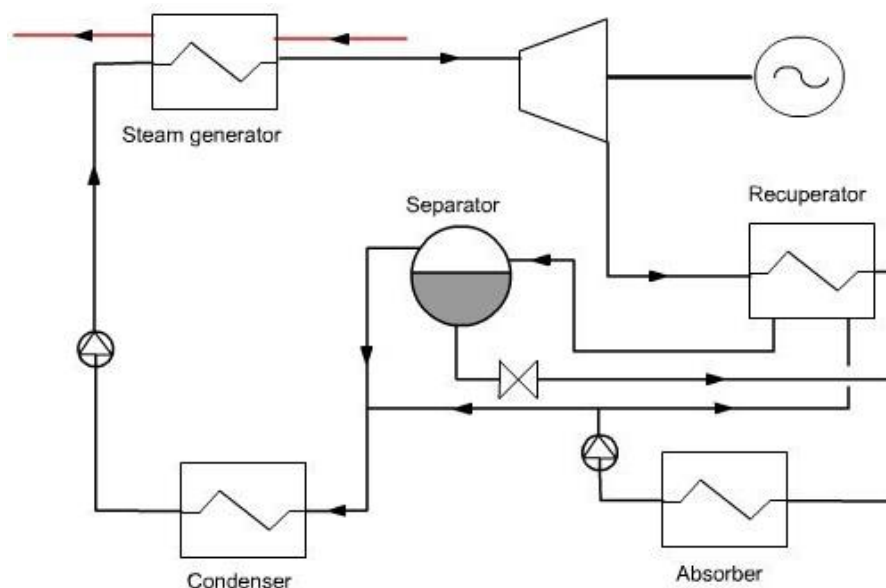 Steam generator
Recuperator
Separator
Condenser
Absorber